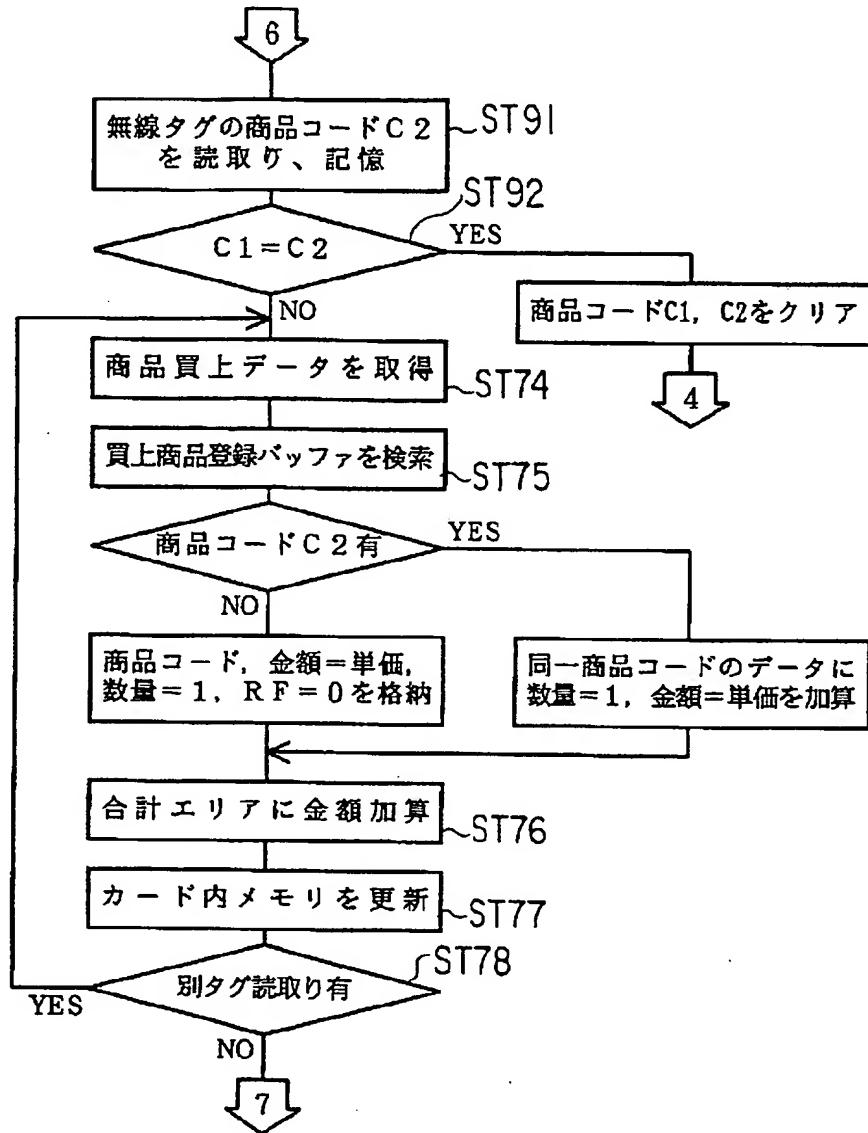 6
無線タグの商品コードC2
を読取り、記憶
ST91
ST92
C1=C2
YES
NO
商品コードC1, C2をクリア
4
商品買上データを取得
ST74
買上商品登録バッファを検索
ST75
商品コードC2有
YES
NO
商品コード, 金額=単価,
数量=1, RF=0を格納
同一商品コードのデータに
数量=1, 金額=単価を加算
合計エリアに金額加算
ST76
カード内メモリを更新
ST77
ST78
別タグ読取り有
YES
NO
7